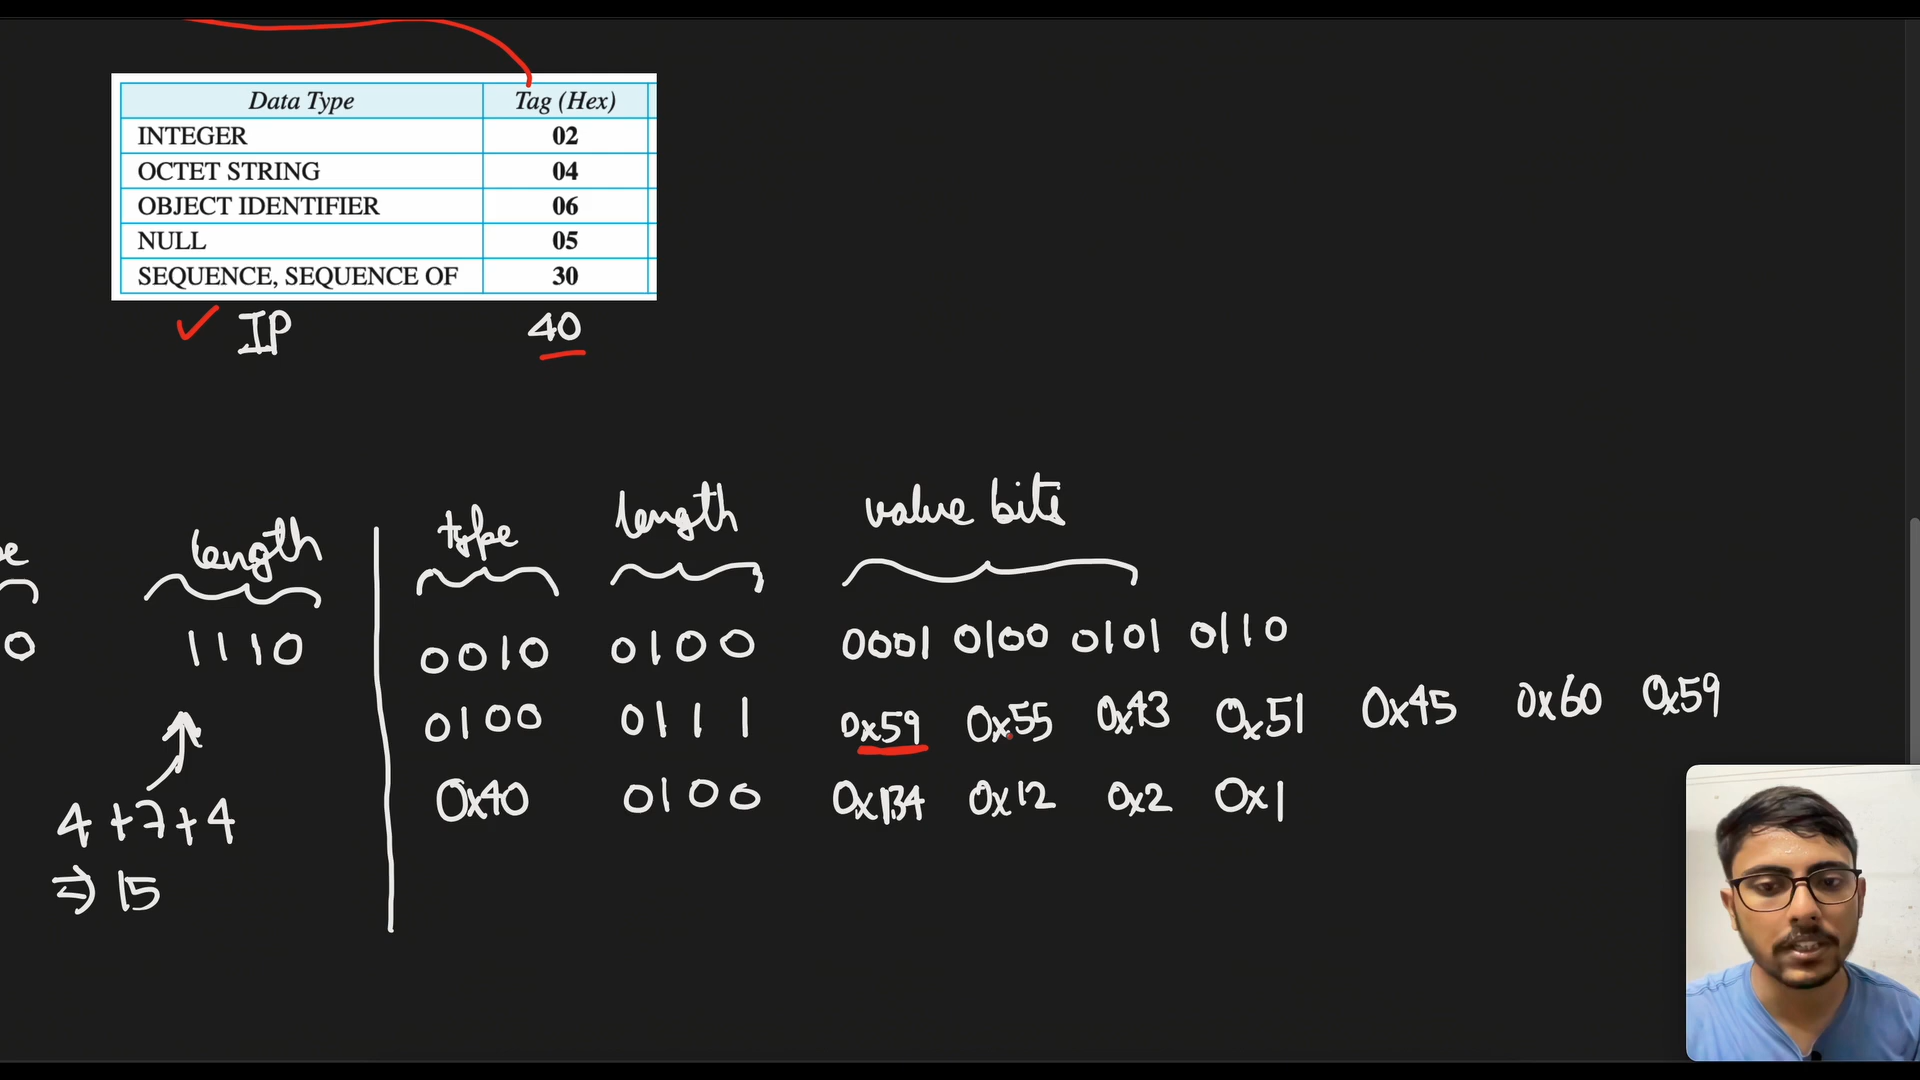 Data Type Tag (Hex)
INTEGER 02
OCTET STRING 04
OBJECT IDENTIFIER 06
NULL 05
SEQUENCE, SEQUENCE OF 30
IP 40
length type length value bits
0 1110 0010 0100 0001 0100 0101 0110
0100 0111 0x59 0x55 0x43 0x51 0x45 0x60 0x59
4+7+4 0x40 0100 0x134 0x12 0x2 0x1
⇒ 15